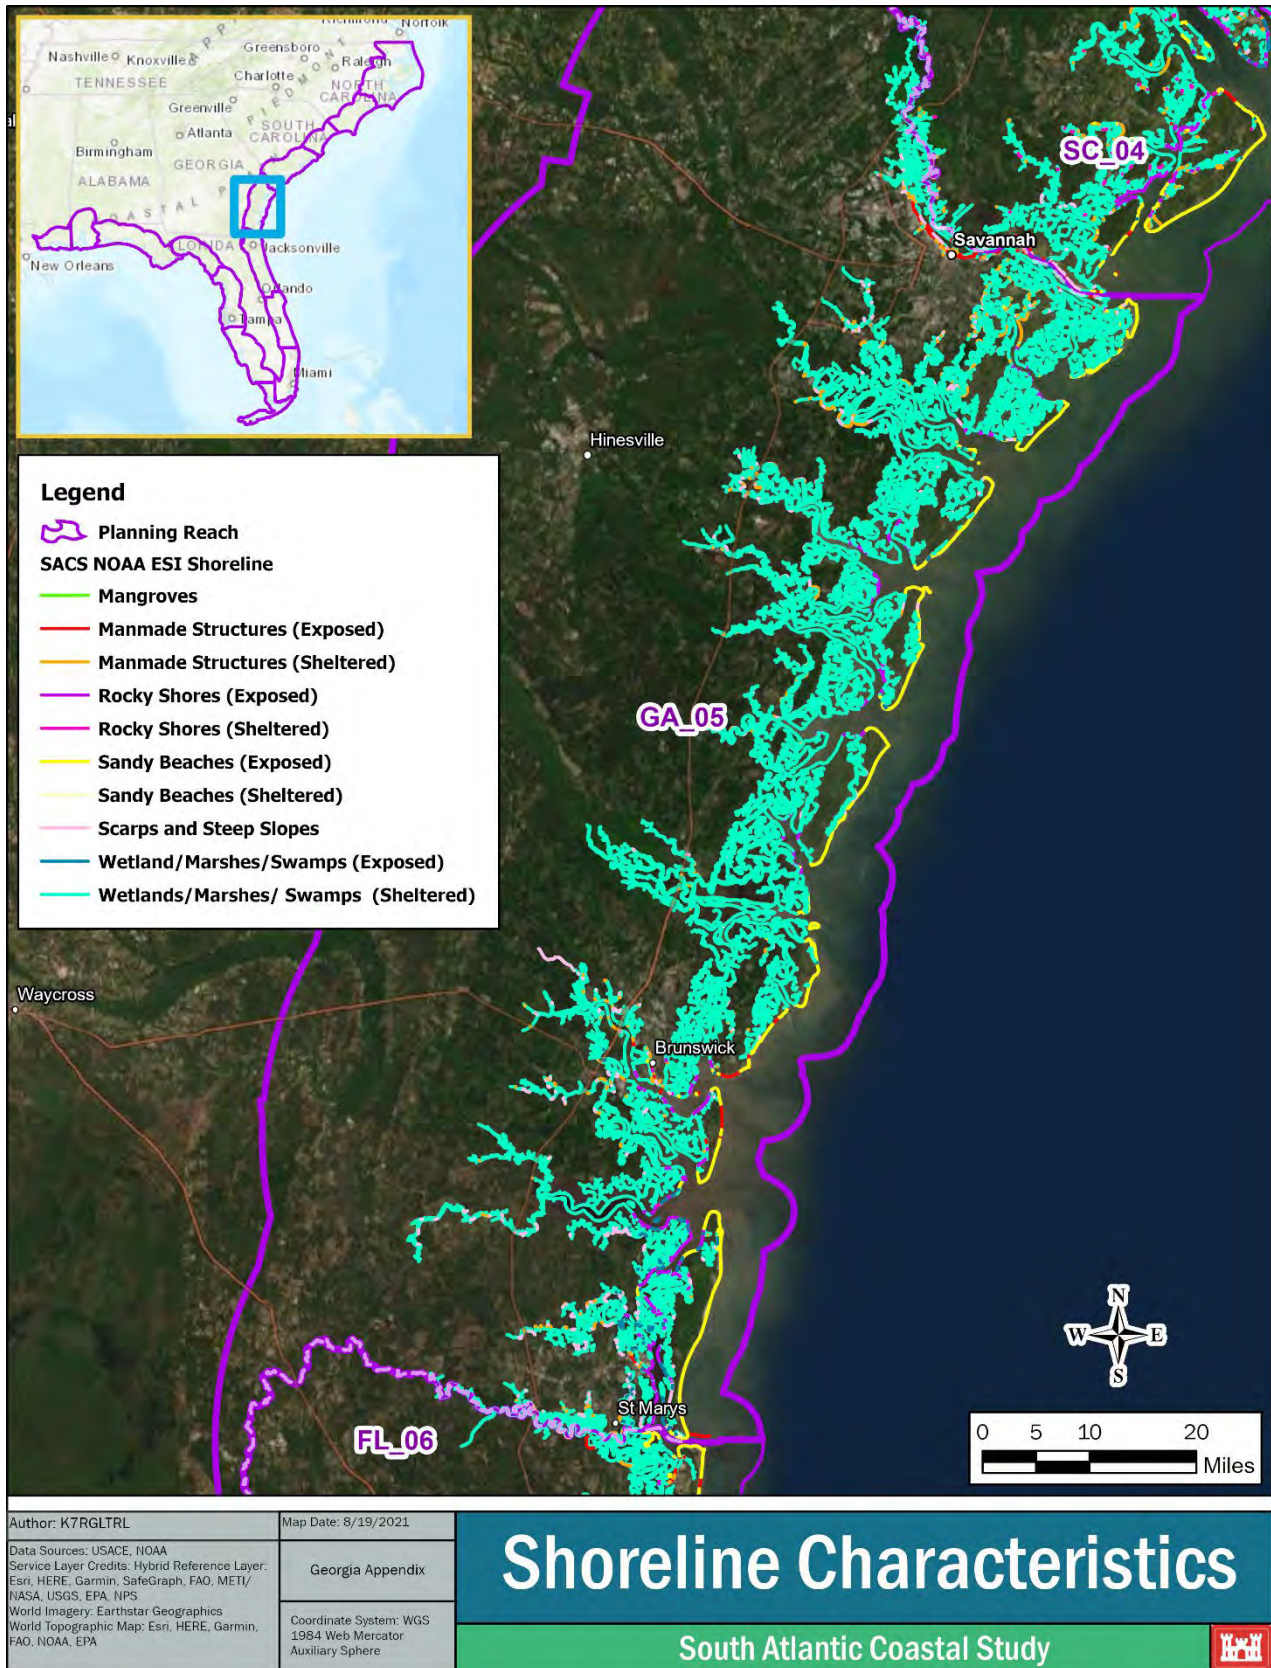 Richmond
Norfolk
Nashville
Knoxville
Greensboro
Raleigh
TENNESSEE
Charlotte
NORTH
CAROLINA
Greenville
PIEDMONT
SOUTH
CAROLINA
Atlanta
Birmingham
GEORGIA
ALABAMA
COASTAL PLAIN
FLORIDA
Jacksonville
New Orleans
Orlando
Tampa
Miami
SC_04
Savannah
Hinesville
Legend
Planning Reach
SACS NOAA ESI Shoreline
Mangroves
Manmade Structures (Exposed)
Manmade Structures (Sheltered)
Rocky Shores (Exposed)
Rocky Shores (Sheltered)
Sandy Beaches (Exposed)
Sandy Beaches (Sheltered)
Scarps and Steep Slopes
Wetland/Marshes/Swamps (Exposed)
Wetlands/Marshes/ Swamps (Sheltered)
GA_05
Waycross
Brunswick
St Marys
FL_06
N
W E
S
0 5 10 20
Miles
Author: K7RGLTRL
Data Sources: USACE, NOAA
Service Layer Credits: Hybrid Reference Layer:
Esri, HERE, Garmin, SafeGraph, FAO, METI/
NASA, USGS, EPA, NPS
World Imagery: Earthstar Geographics
World Topographic Map: Esri, HERE, Garmin,
FAO, NOAA, EPA
Map Date: 8/19/2021
Georgia Appendix
Coordinate System: WGS
1984 Web Mercator
Auxiliary Sphere
Shoreline Characteristics
South Atlantic Coastal Study